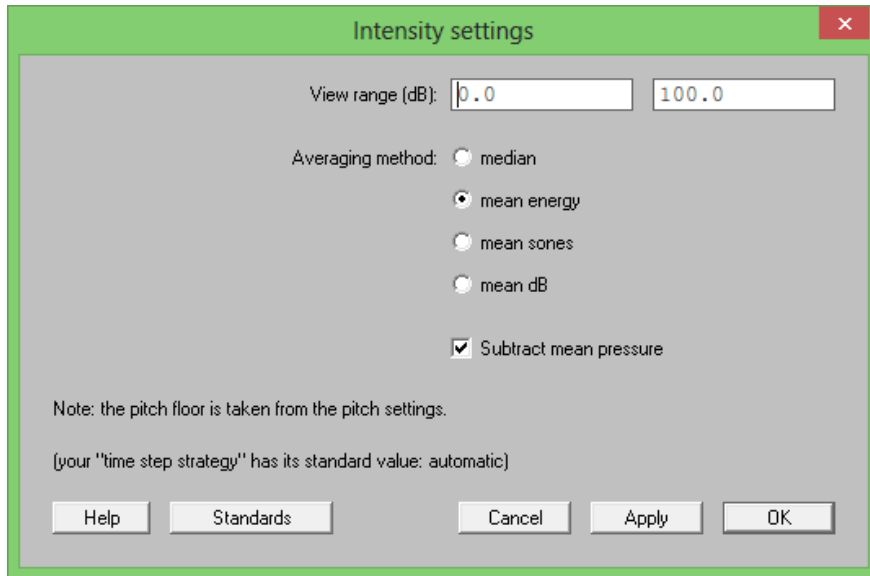 Intensity settings
View range (dB): 0.0 100.0
Averaging method: median
mean energy
mean sones
mean dB
Subtract mean pressure
Note: the pitch floor is taken from the pitch settings.
(your "time step strategy" has its standard value: automatic)
Help Standards Cancel Apply OK